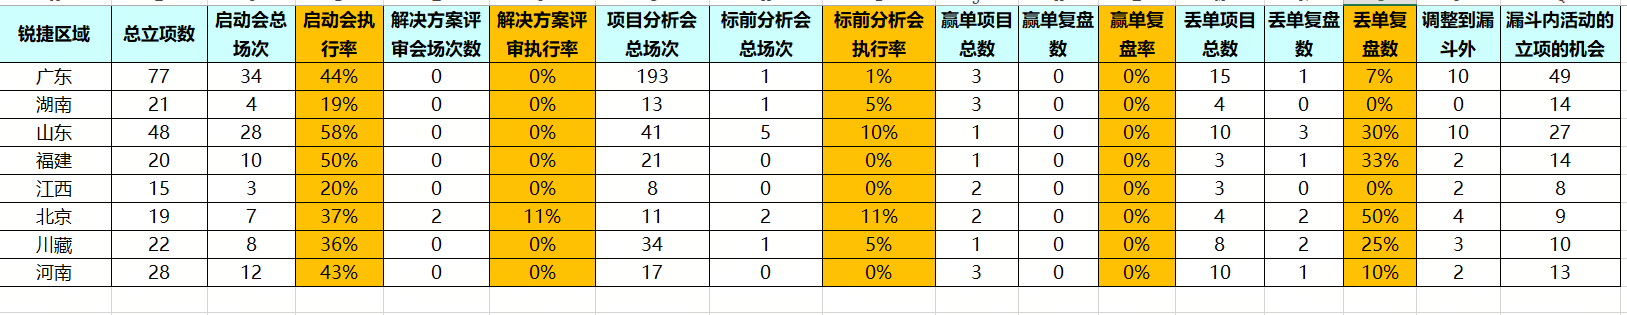 锐捷区域 总立项数 启动会总场次 启动会执行率 解决方案评审会场次数 解决方案评审执行率 项目分析会总场次 标前分析会总场次 标前分析会执行率 赢单项目总数 赢单复盘数 赢单复盘率 丢单项目总数 丢单复盘数 丢单复盘数 调整到漏斗外 漏斗内活动的立项的机会
广东 77 34 44% 0 0% 193 1 1% 3 0 0% 15 1 7% 10 49
湖南 21 4 19% 0 0% 13 1 5% 3 0 0% 4 0 0% 0 14
山东 48 28 58% 0 0% 41 5 10% 1 0 0% 10 3 30% 10 27
福建 20 10 50% 0 0% 21 0 0% 1 0 0% 3 1 33% 2 14
江西 15 3 20% 0 0% 8 0 0% 2 0 0% 3 0 0% 2 8
北京 19 7 37% 2 11% 11 2 11% 2 0 0% 4 2 50% 4 9
川藏 22 8 36% 0 0% 34 1 5% 1 0 0% 8 2 25% 3 10
河南 28 12 43% 0 0% 17 0 0% 3 0 0% 10 1 10% 2 13